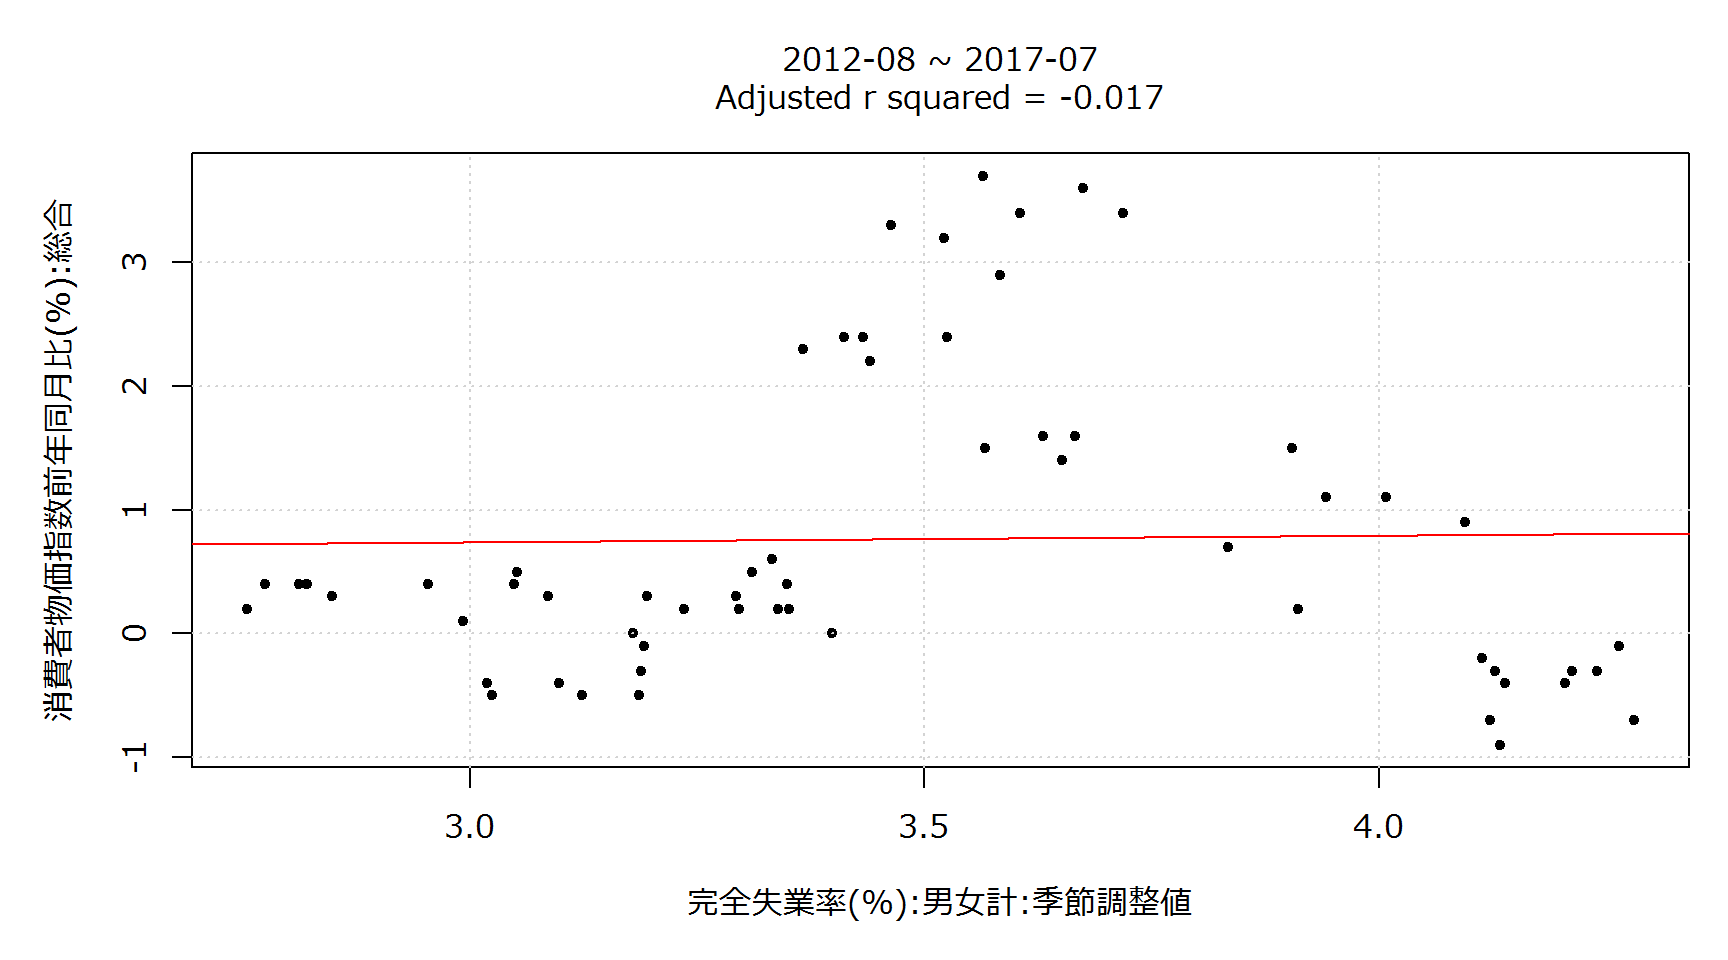 2012-08 ~ 2017-07
Adjusted r squared = -0.017
消費者物価指数前年同月比(%):総合
3
2
1
0
-1
3.0 3.5 4.0
完全失業率(%):男女計:季節調整値